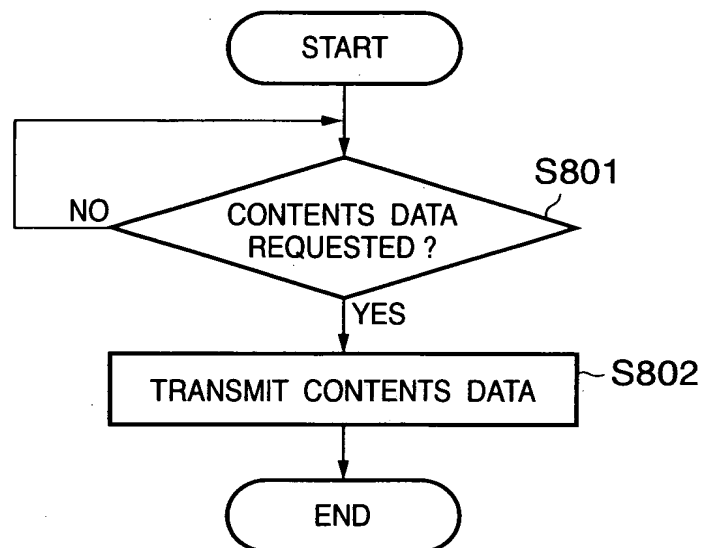 START
S801
NO
CONTENTS DATA
REQUESTED ?
YES
TRANSMIT CONTENTS DATA
S802
END